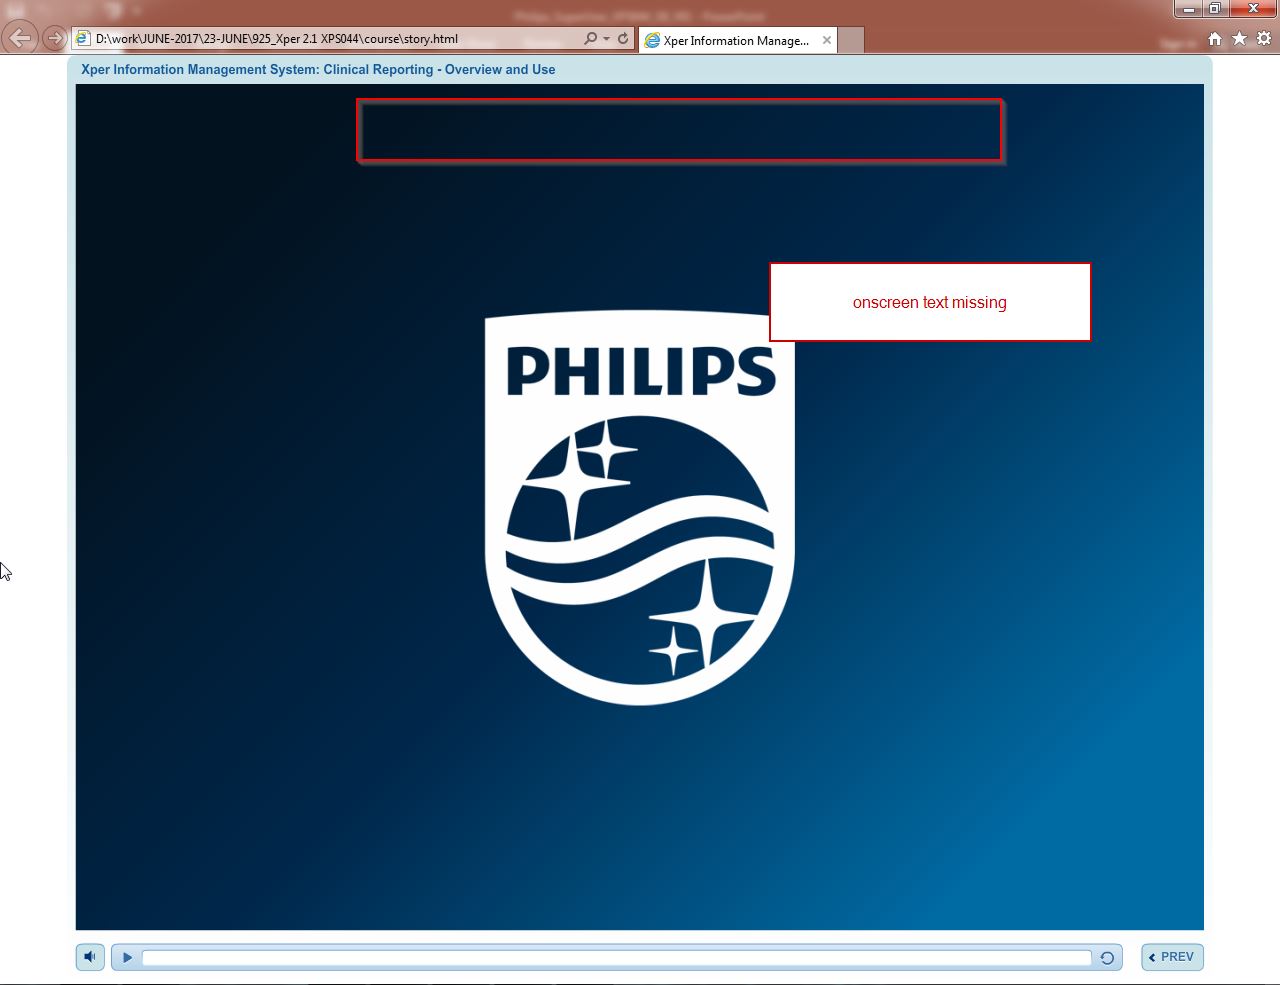 D:\work\JUNE-2017\23-JUNE\925_Xper 2.1 XPS044\course\story.html
Xper Information Manage...
Xper Information Management System: Clinical Reporting - Overview and Use
onscreen text missing
PHILIPS
PREV